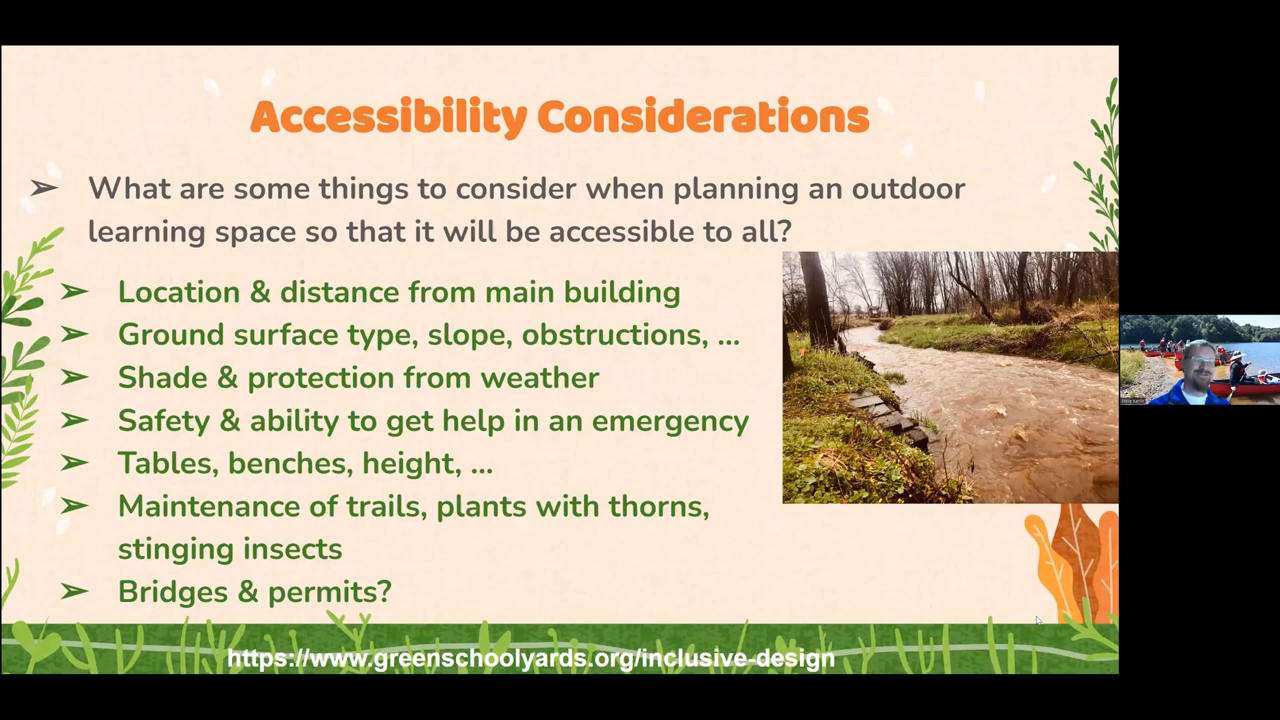 Accessibility Considerations
➢ What are some things to consider when planning an outdoor
learning space so that it will be accessible to all?
➢ Location & distance from main building
➢ Ground surface type, slope, obstructions, ...
➢ Shade & protection from weather
➢ Safety & ability to get help in an emergency
➢ Tables, benches, height, ...
➢ Maintenance of trails, plants with thorns,
stinging insects
➢ Bridges & permits?
https://www.greenschoolyards.org/inclusive-design